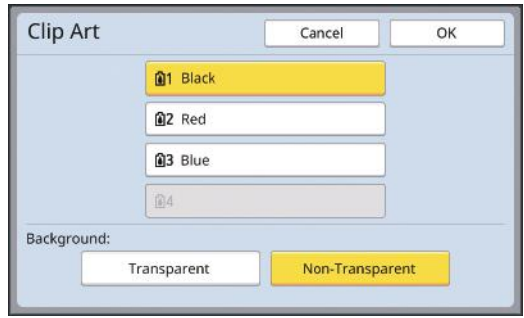 Clip Art Cancel OK
1 Black
2 Red
3 Blue
4
Background:
Transparent Non-Transparent